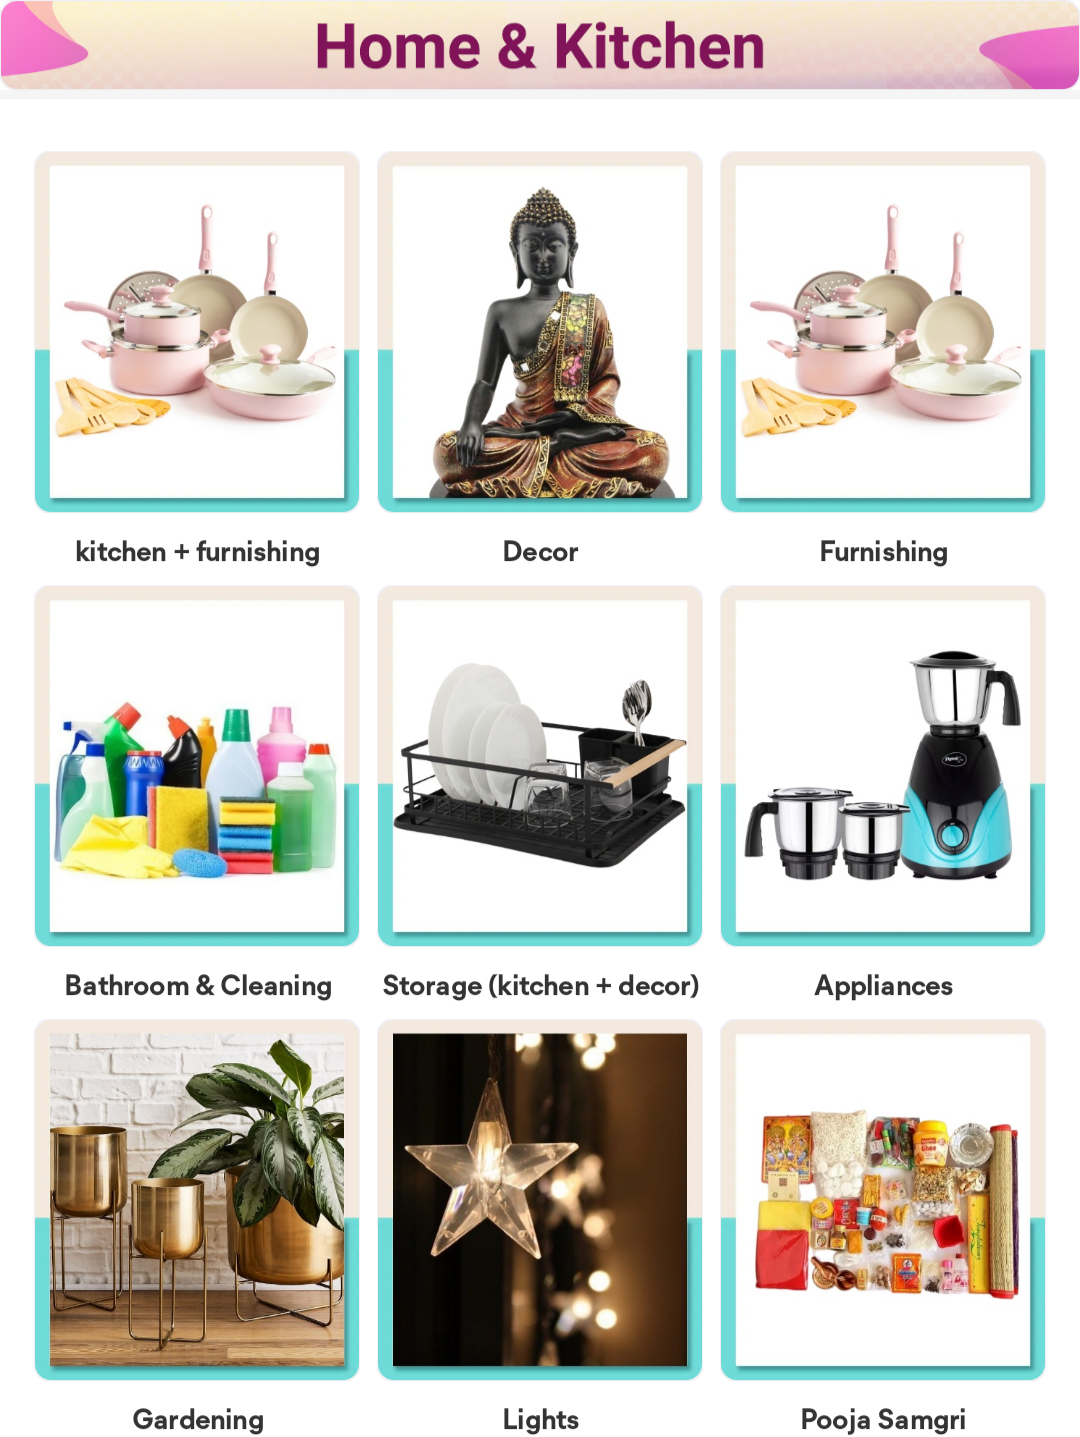 Home & Kitchen
kitchen + furnishing
Decor
Furnishing
Bathroom & Cleaning
Storage (kitchen + decor)
Appliances
Gardening
Lights
Pooja Samgri